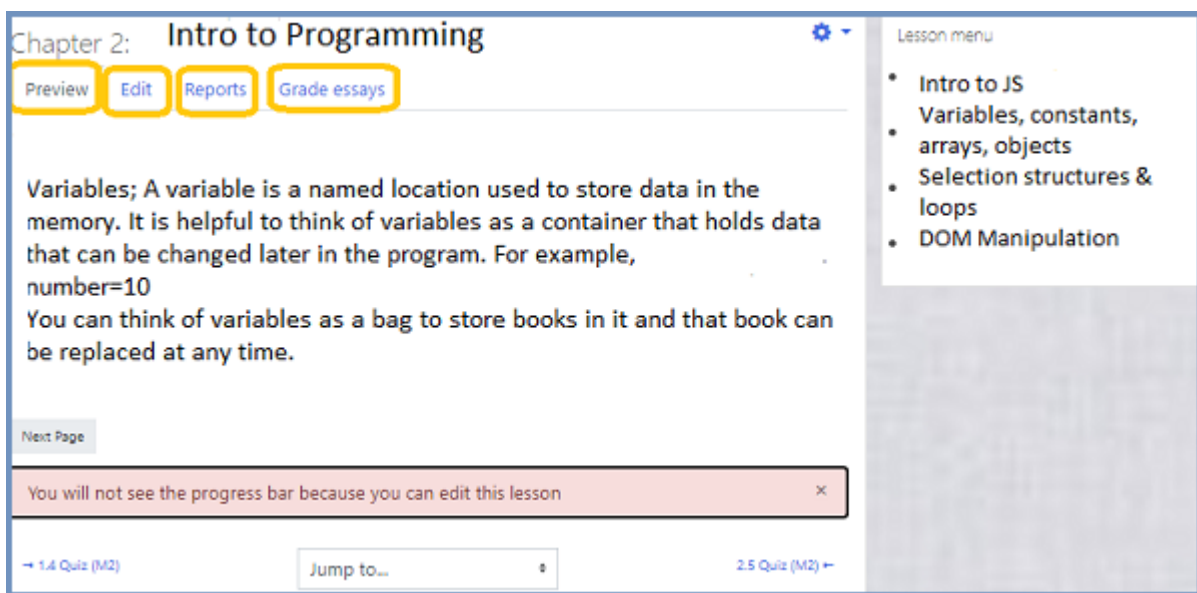 Chapter 2: Intro to Programming
Preview Edit Reports Grade essays
Variables; A variable is a named location used to store data in the
memory. It is helpful to think of variables as a container that holds data
that can be changed later in the program. For example,
number=10
You can think of variables as a bag to store books in it and that book can
be replaced at any time.
Next Page
You will not see the progress bar because you can edit this lesson ×
→ 1.4 Quiz (M2) Jump to... 2.5 Quiz (M2) ←
Lesson menu
• Intro to JS
• Variables, constants,
arrays, objects
• Selection structures &
loops
• DOM Manipulation